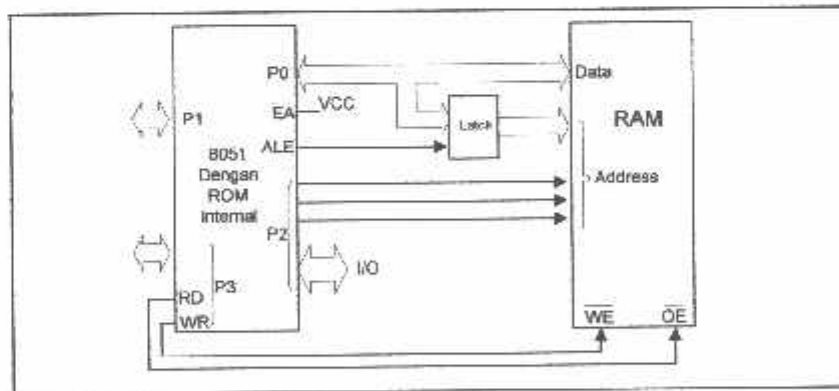 P0
Data
EA
VCC
Latch
RAM
P1
ALE
8051
Dengan
ROM
Internal
Address
P2
I/O
P3
RD
WR
WE
OE